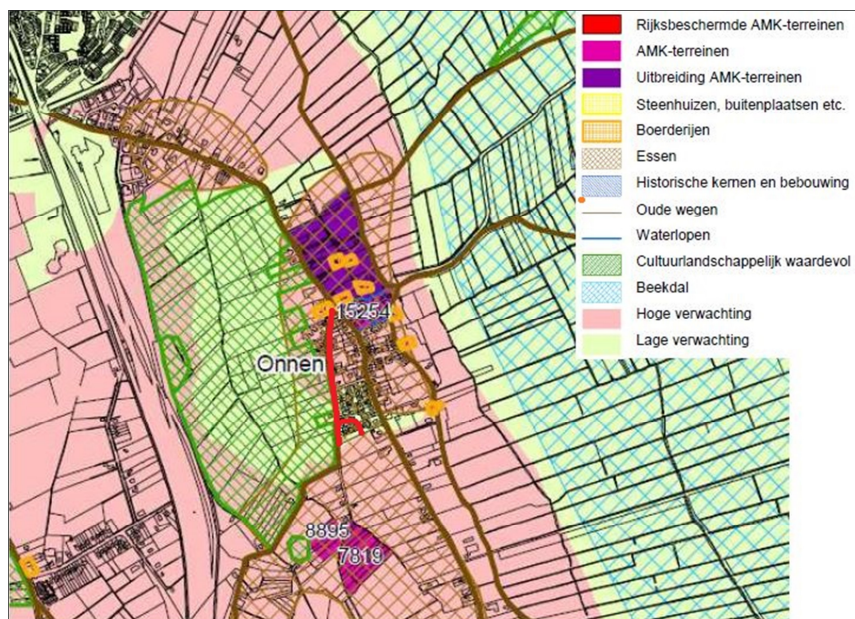 Rijksbeschermde AMK-terreinen
AMK-terreinen
Uitbreiding AMK-terreinen
Steenhuizen, buitenplaatsen etc.
Boerderijen
Essen
Historische kernen en bebouwing
Oude wegen
Waterlopen
Cultuurlandschappelijk waardevol
Beekdal
Hoge verwachting
Lage verwachting
15254
Onnen
8895
7819